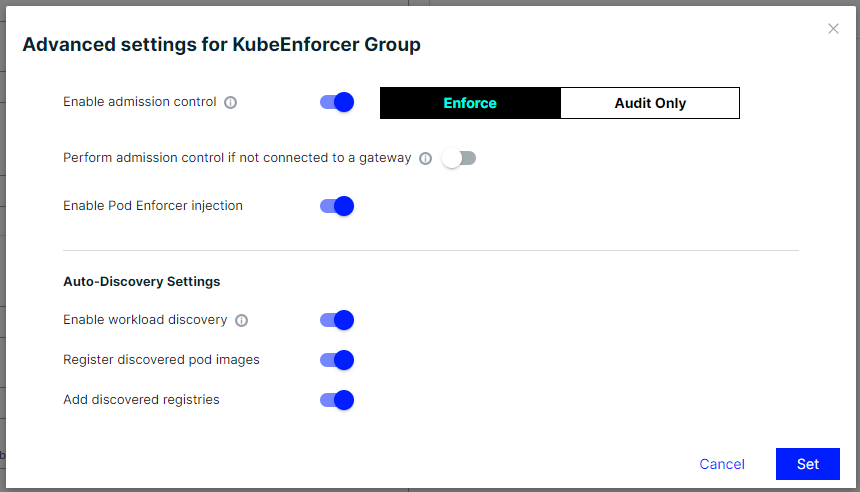 Advanced settings for KubeEnforcer Group
Enable admission control
Enforce
Audit Only
Perform admission control if not connected to a gateway
Enable Pod Enforcer injection
Auto-Discovery Settings
Enable workload discovery
Register discovered pod images
Add discovered registries
b
Cancel
Set